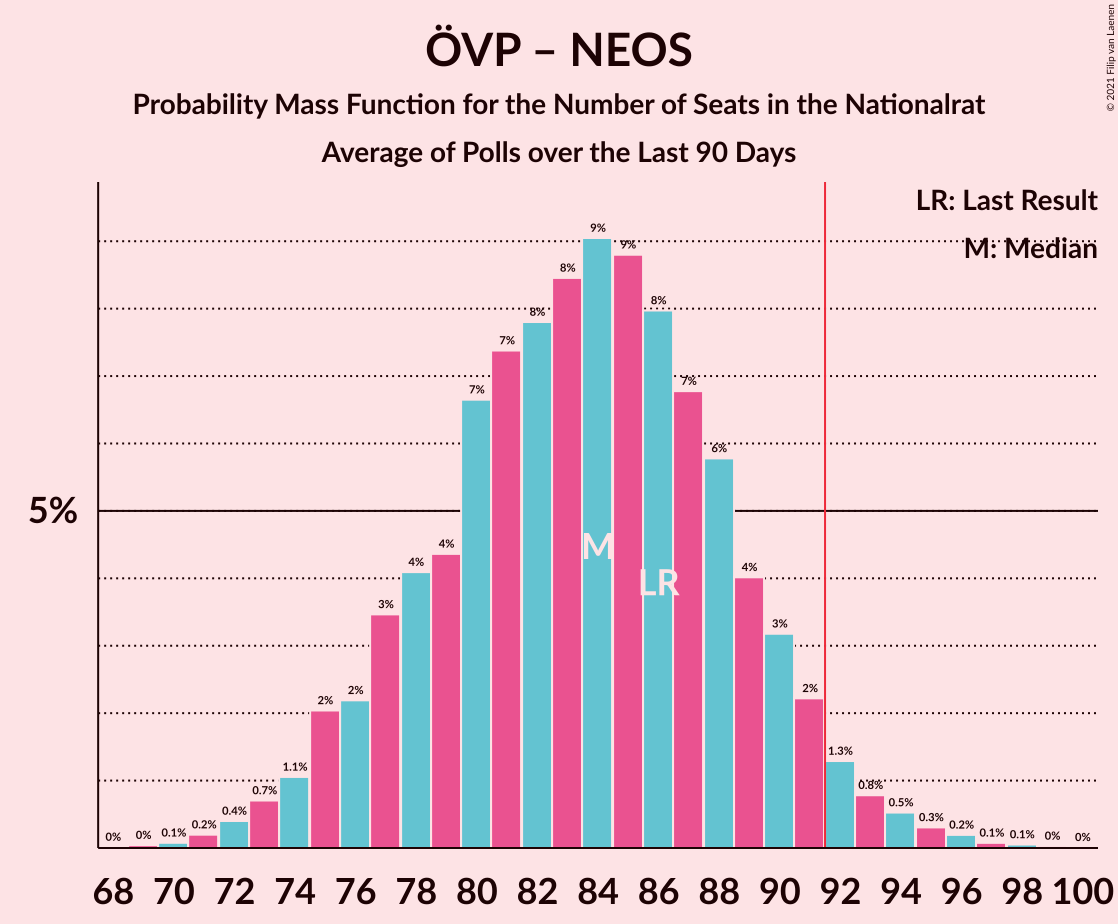 ÖVP – NEOS
Probability Mass Function for the Number of Seats in the Nationalrat
Average of Polls over the Last 90 Days
© 2021 Filip van Laenen
LR: Last Result
M: Median
5%
0% 0% 0.1% 0.2% 0.4% 0.7% 1.1% 2% 2% 3% 4% 4% 7% 7% 8% 8% 9% 9% 8% 7% 6% 4% 3% 2% 1.3% 0.8% 0.5% 0.3% 0.2% 0.1% 0.1% 0% 0%
M
LR
68 70 72 74 76 78 80 82 84 86 88 90 92 94 96 98 100